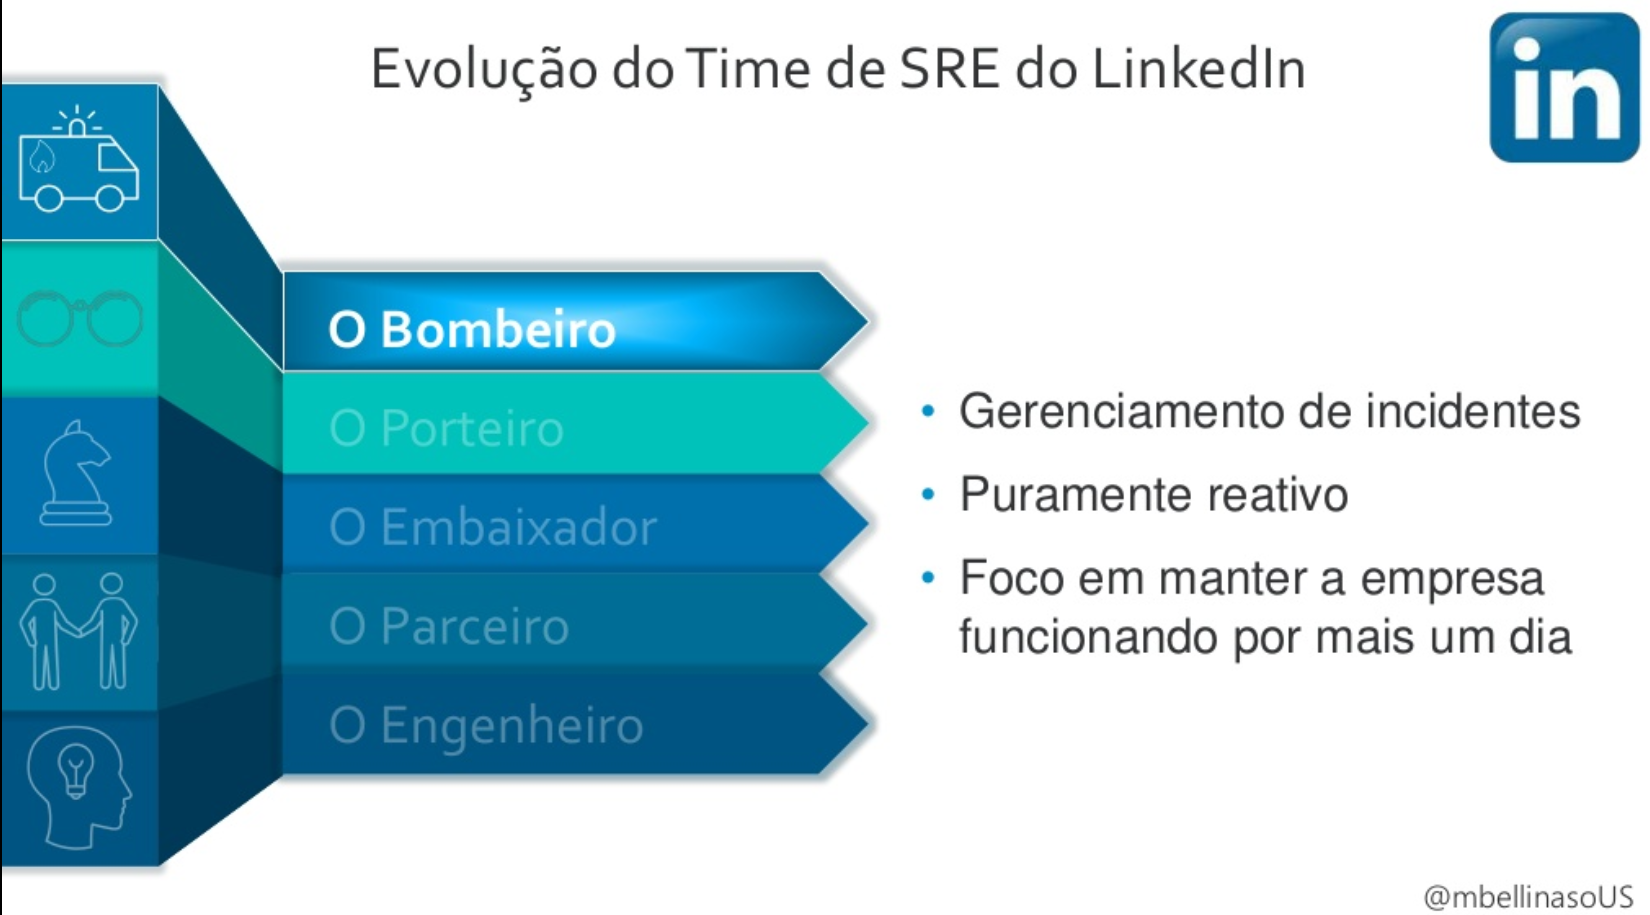 Evolução do Time de SRE do LinkedIn
in
O Bombeiro
O Porteiro
O Embaixador
O Parceiro
O Engenheiro
• Gerenciamento de incidentes
• Puramente reativo
• Foco em manter a empresa
funcionando por mais um dia
@mbellinasoUS